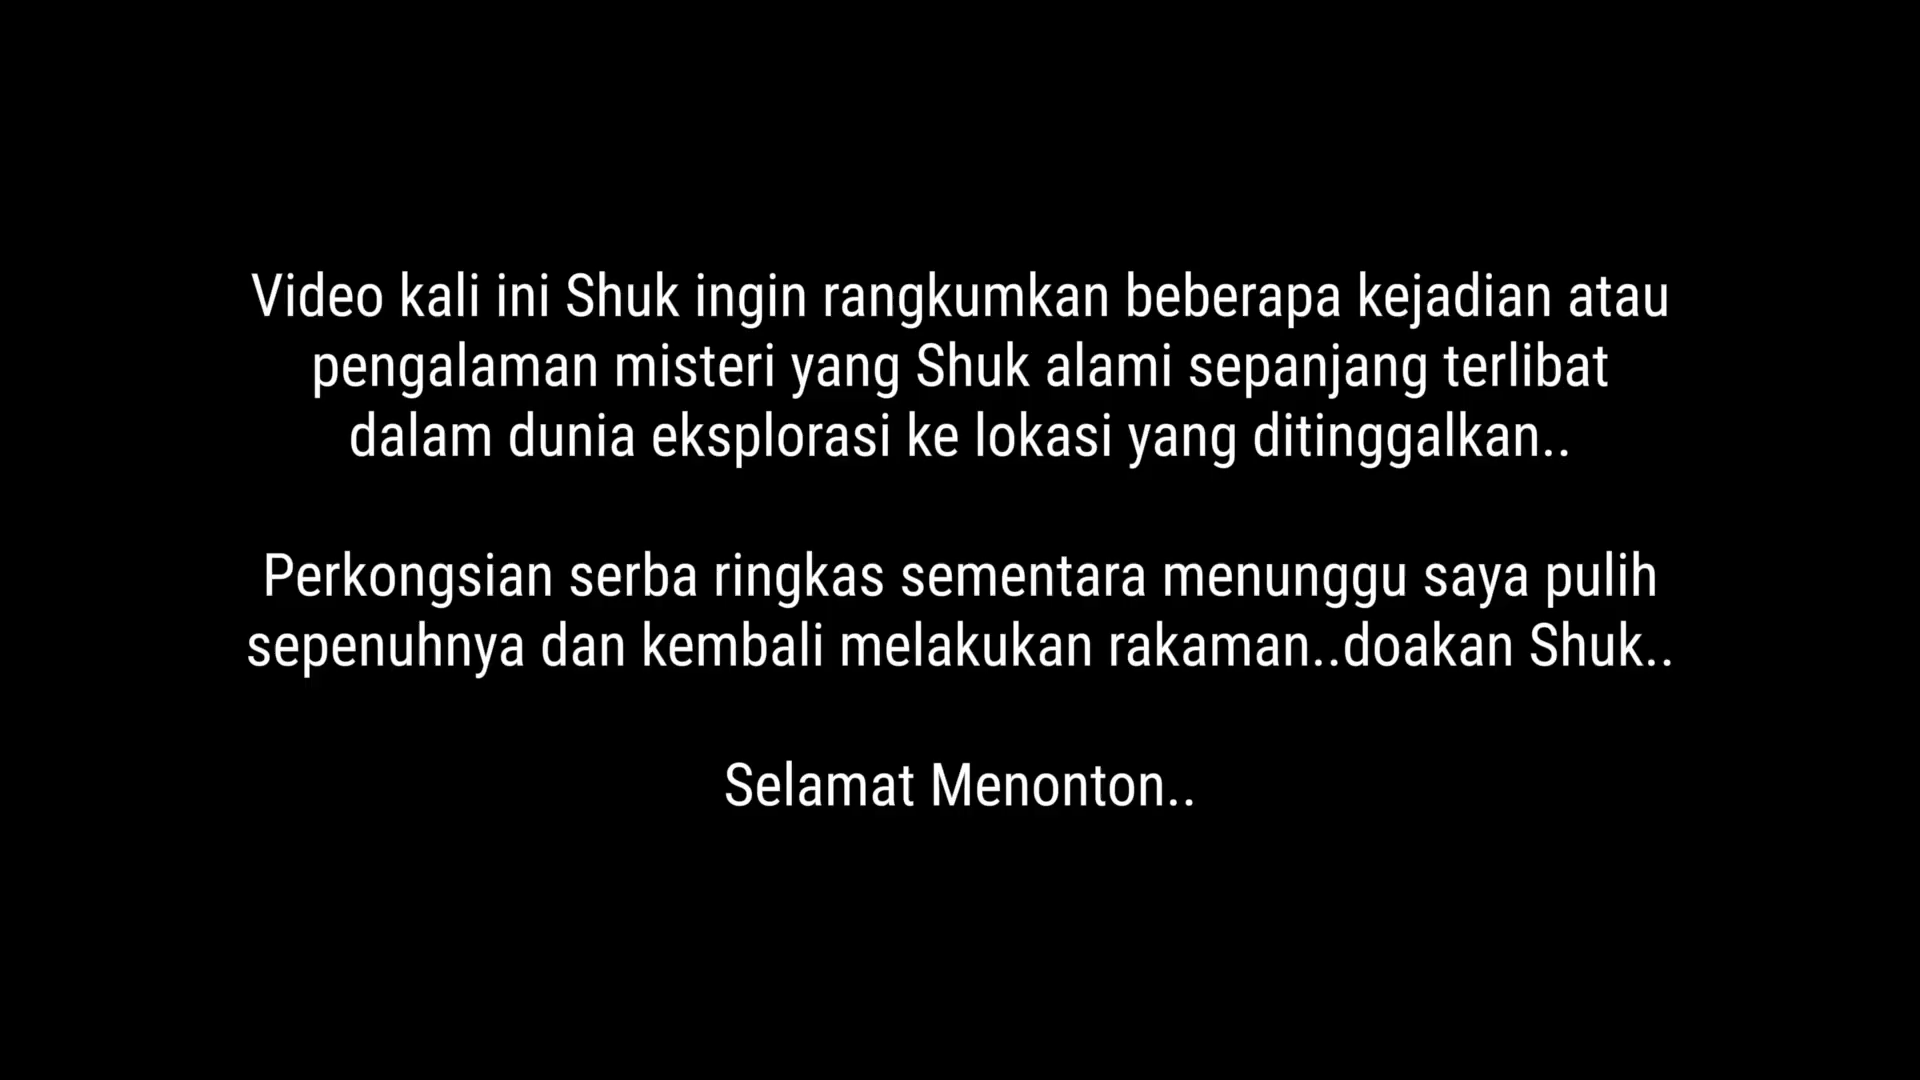 Video kali ini Shuk ingin rangkumkan beberapa kejadian atau
pengalaman misteri yang Shuk alami sepanjang terlibat
dalam dunia eksplorasi ke lokasi yang ditinggalkan..
Perkongsian serba ringkas sementara menunggu saya pulih
sepenuhnya dan kembali melakukan rakaman..doakan Shuk..
Selamat Menonton..